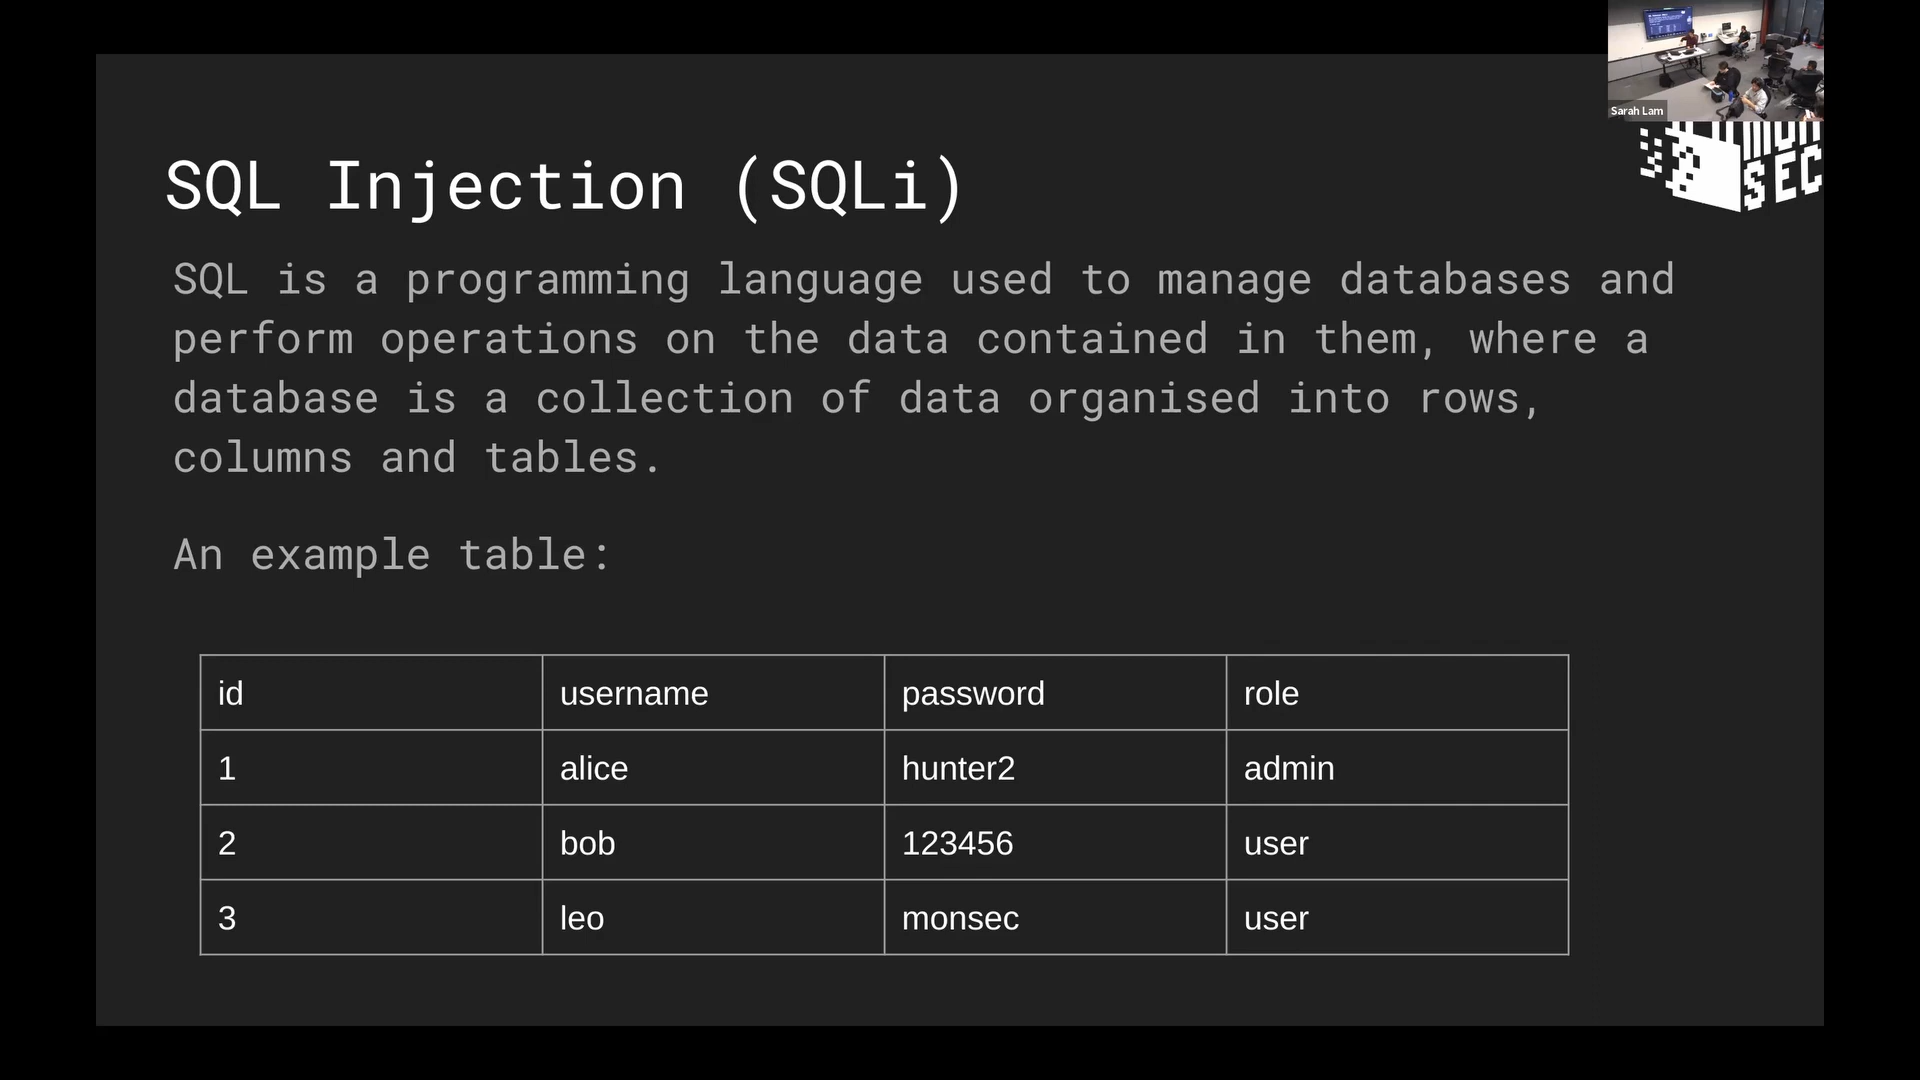 Sarah Lam
SEC
SQL Injection (SQLi)
SQL is a programming language used to manage databases and
perform operations on the data contained in them, where a
database is a collection of data organised into rows,
columns and tables.
An example table:
id username password role
1 alice hunter2 admin
2 bob 123456 user
3 leo monsec user